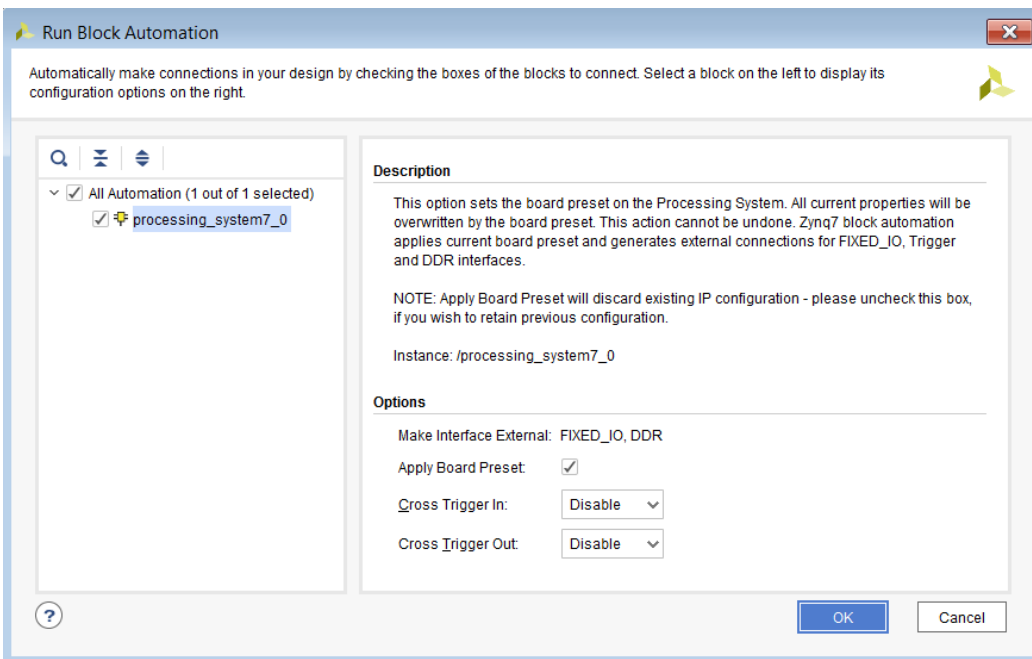 Run Block Automation
Automatically make connections in your design by checking the boxes of the blocks to connect. Select a block on the left to display its
configuration options on the right.
All Automation (1 out of 1 selected)
processing_system7_0
Description
This option sets the board preset on the Processing System. All current properties will be
overwritten by the board preset. This action cannot be undone. Zynq7 block automation
applies current board preset and generates external connections for FIXED_IO, Trigger
and DDR interfaces.
NOTE: Apply Board Preset will discard existing IP configuration - please uncheck this box,
if you wish to retain previous configuration.
Instance: /processing_system7_0
Options
Make Interface External: FIXED_IO, DDR
Apply Board Preset:
Cross Trigger In: Disable
Cross Trigger Out: Disable
? OK Cancel